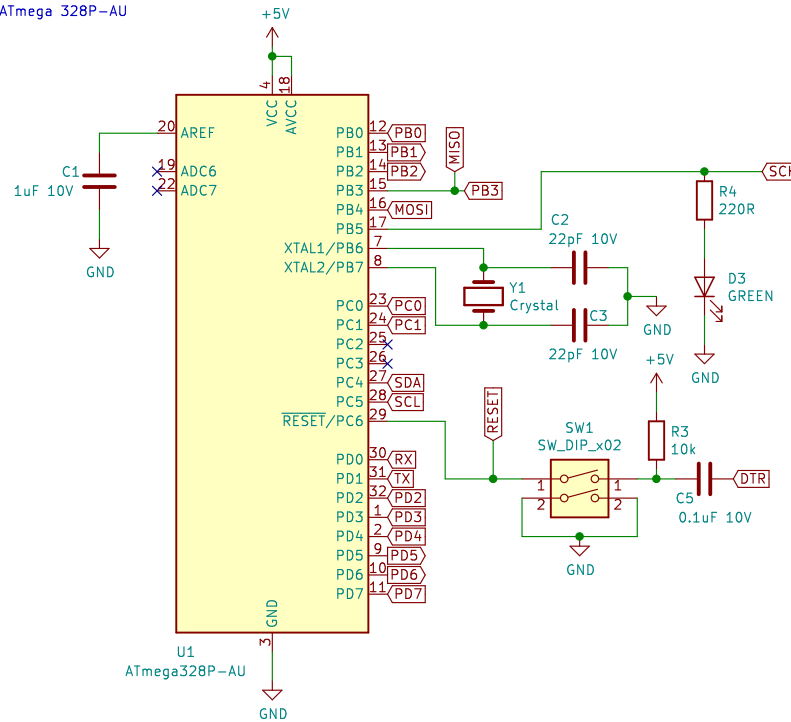 ATmega 328P-AU
+5V
4
18
VCC
AVCC
20
AREF
19
ADC6
22
ADC7
C1
1uF 10V
GND
PB0
12
PB0
PB1
13
PB1
PB2
14
PB2
PB3
15
MISO
PB3
PB4
16
MOSI
PB5
17
XTAL1/PB6
7
XTAL2/PB7
8
C2
22pF 10V
Y1
Crystal
C3
22pF 10V
GND
SCK
R4
220R
D3
GREEN
GND
PC0
23
PC0
PC1
24
PC1
PC2
25
PC3
26
PC4
27
SDA
PC5
28
SCL
RESET/PC6
29
RESET
SW1
SW_DIP_x02
1
1
2
2
GND
+5V
R3
10k
C5
0.1uF 10V
DTR
PD0
30
RX
PD1
31
TX
PD2
32
PD2
PD3
1
PD3
PD4
2
PD4
PD5
9
PD5
PD6
10
PD6
PD7
11
PD7
GND
3
U1
ATmega328P-AU
GND